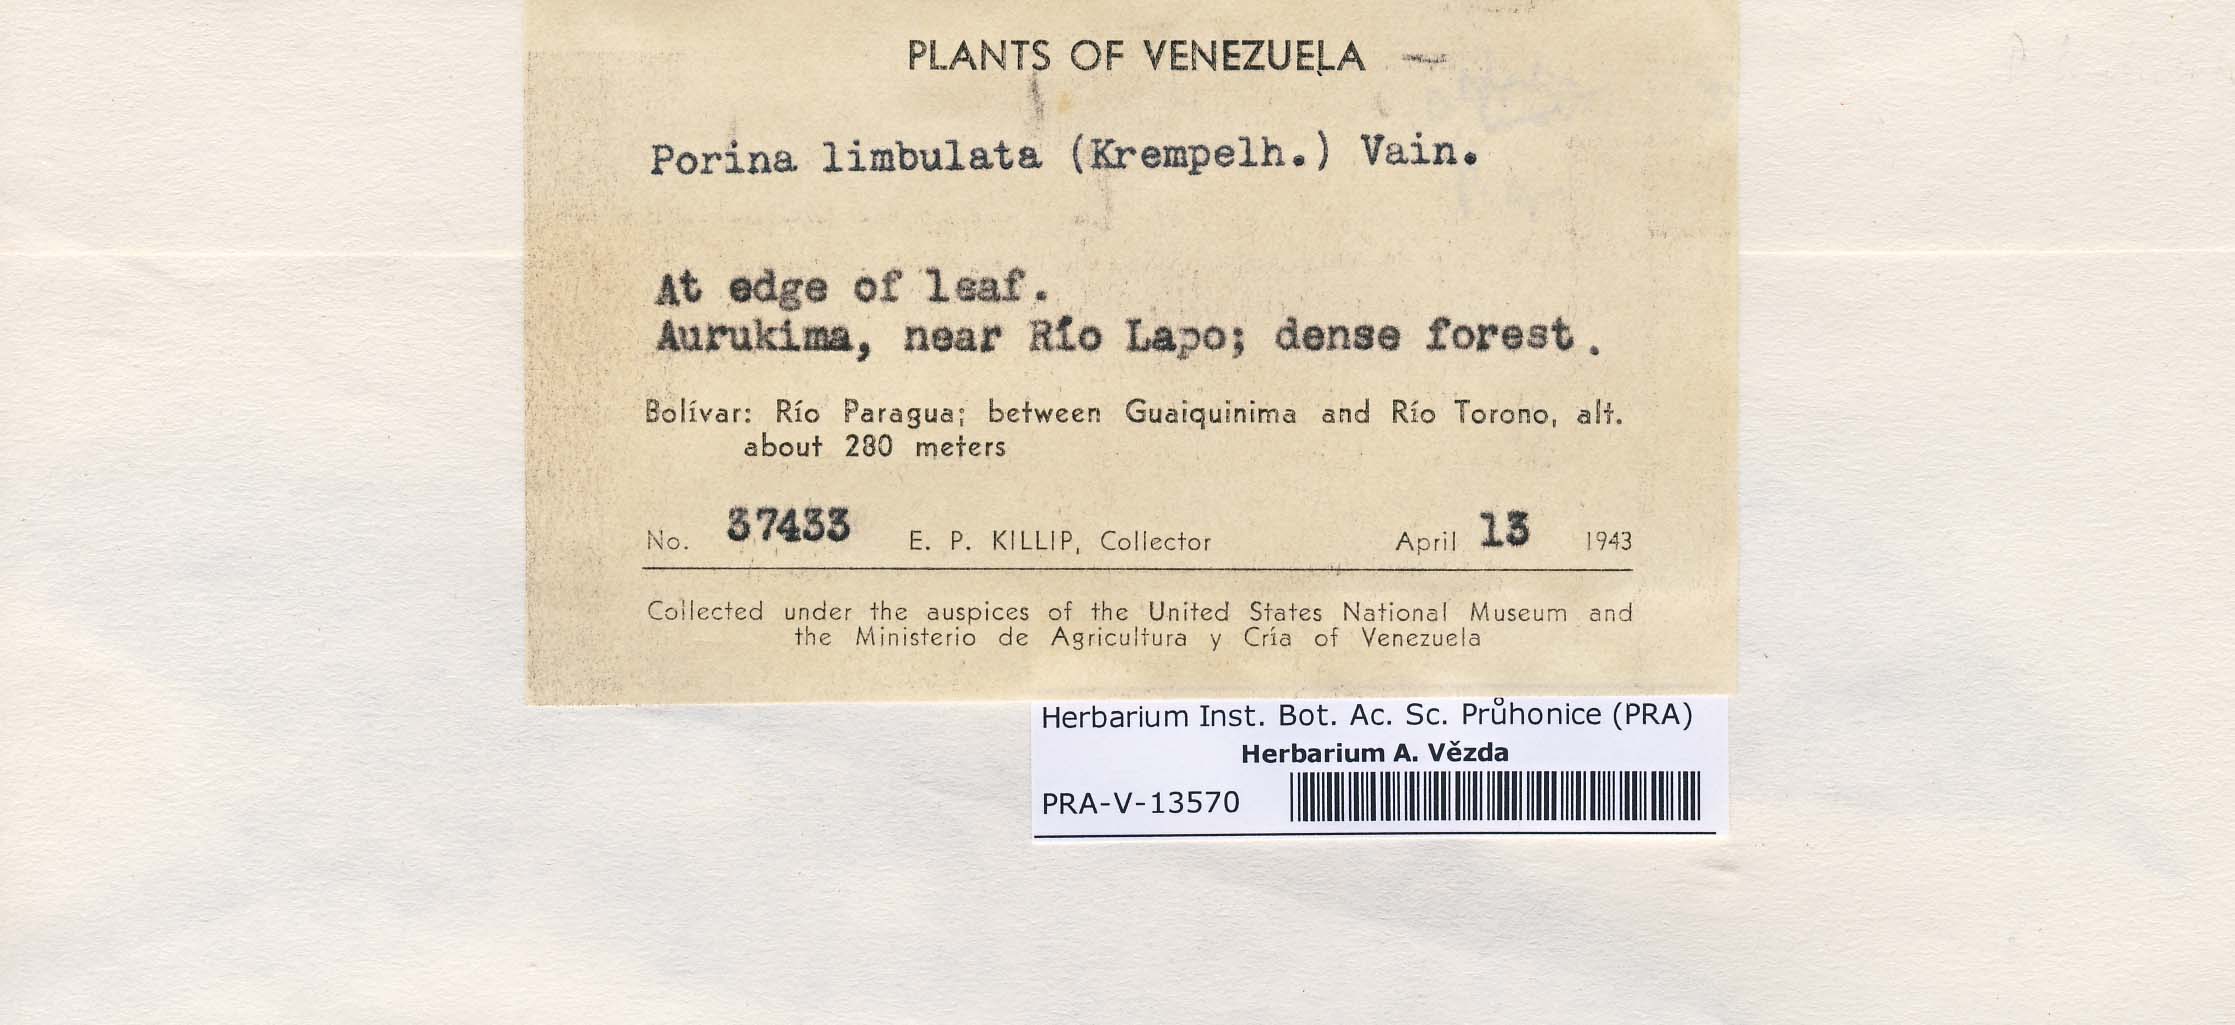 PLANTS OF VENEZUELA
Porina limbulata (Krempelh.) Vain.
At edge of leaf.
Aurukima, near Río Lapo; dense forest.
Bolívar: Río Paragua; between Guaiquinima and Río Torono, alt.
about 280 meters
No. 37433 E. P. KILLIP, Collector April 13 1943
Collected under the auspices of the United States National Museum and
the Ministerio de Agricultura y Cría of Venezuela
Herbarium Inst. Bot. Ac. Sc. Průhonice (PRA)
Herbarium A. Vězda
PRA-V-13570